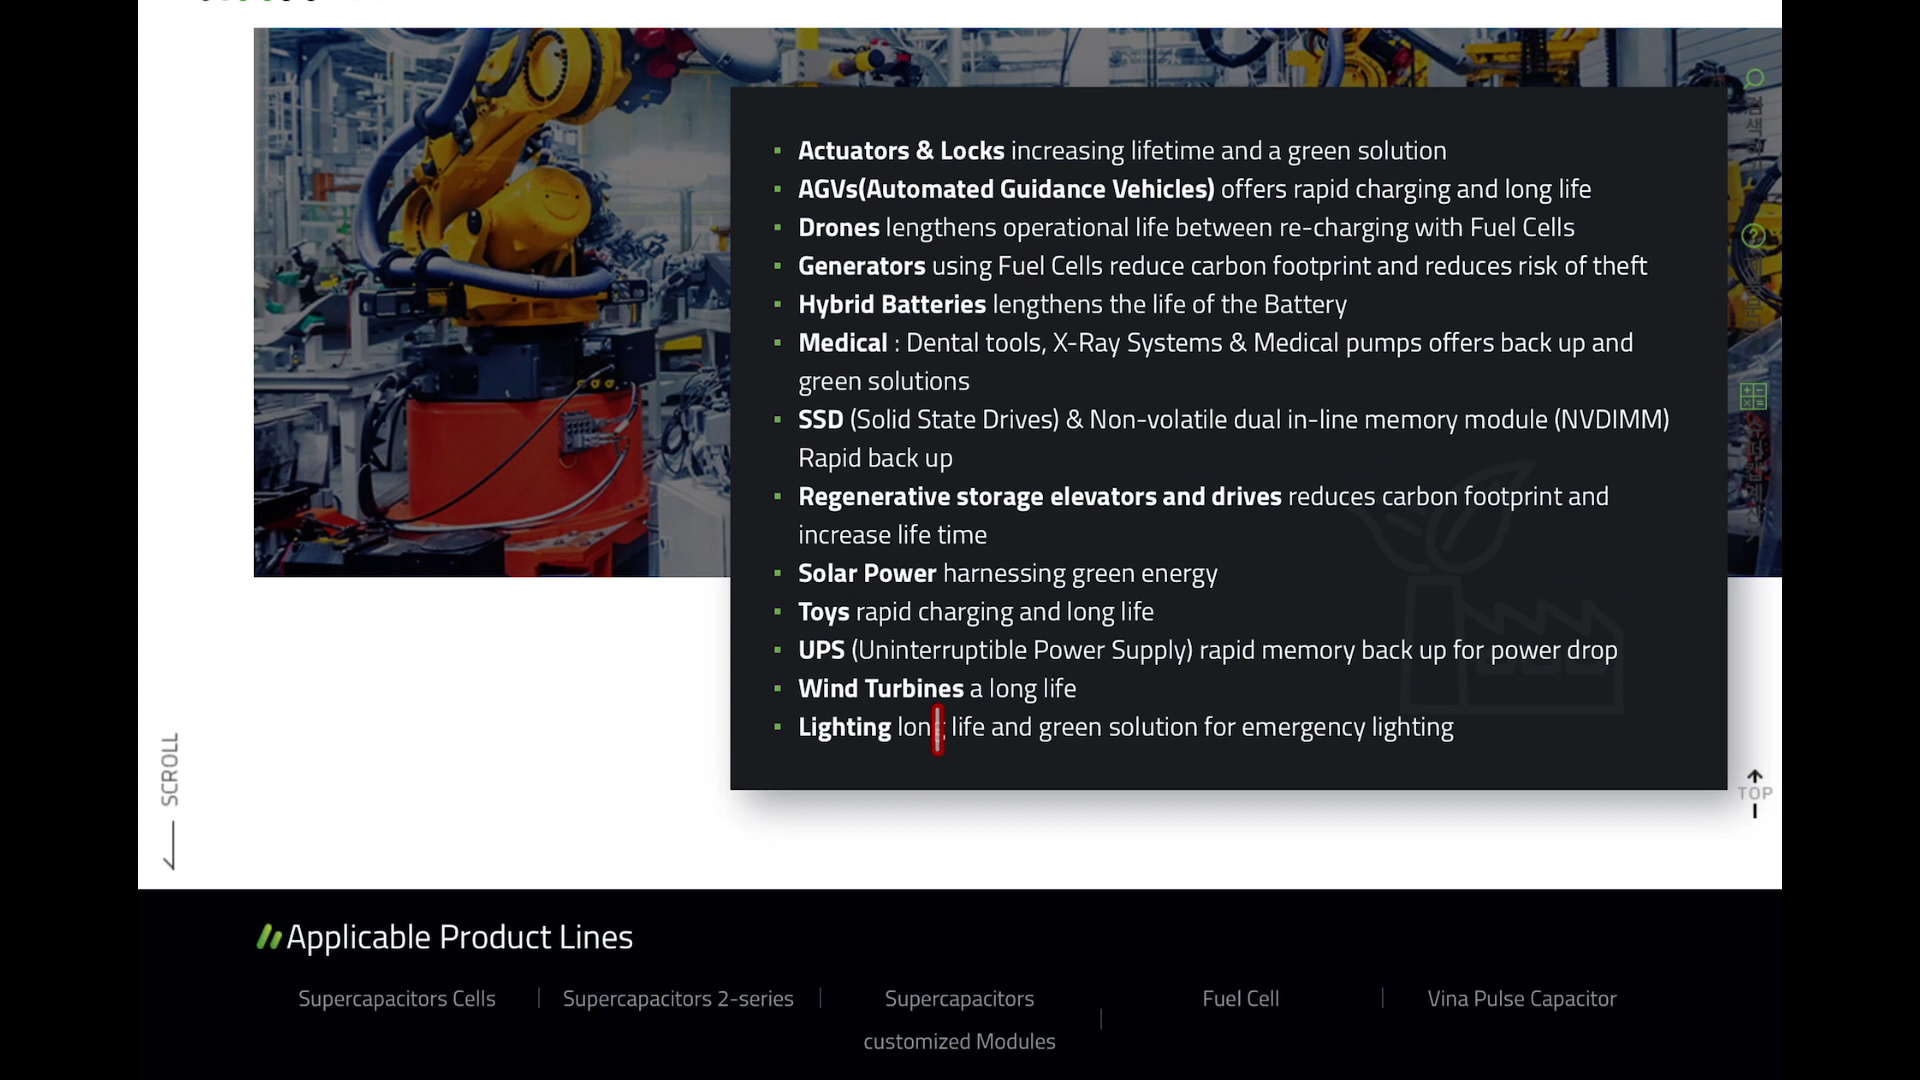 Actuators & Locks increasing lifetime and a green solution
AGVs(Automated Guidance Vehicles) offers rapid charging and long life
Drones lengthens operational life between re-charging with Fuel Cells
Generators using Fuel Cells reduce carbon footprint and reduces risk of theft
Hybrid Batteries lengthens the life of the Battery
Medical : Dental tools, X-Ray Systems & Medical pumps offers back up and
green solutions
SSD (Solid State Drives) & Non-volatile dual in-line memory module (NVDIMM)
Rapid back up
Regenerative storage elevators and drives reduces carbon footprint and
increase life time
Solar Power harnessing green energy
Toys rapid charging and long life
UPS (Uninterruptible Power Supply) rapid memory back up for power drop
Wind Turbines a long life
Lighting long life and green solution for emergency lighting
SCROLL
TOP
Applicable Product Lines
Supercapacitors Cells
Supercapacitors 2-series
Supercapacitors
customized Modules
Fuel Cell
Vina Pulse Capacitor